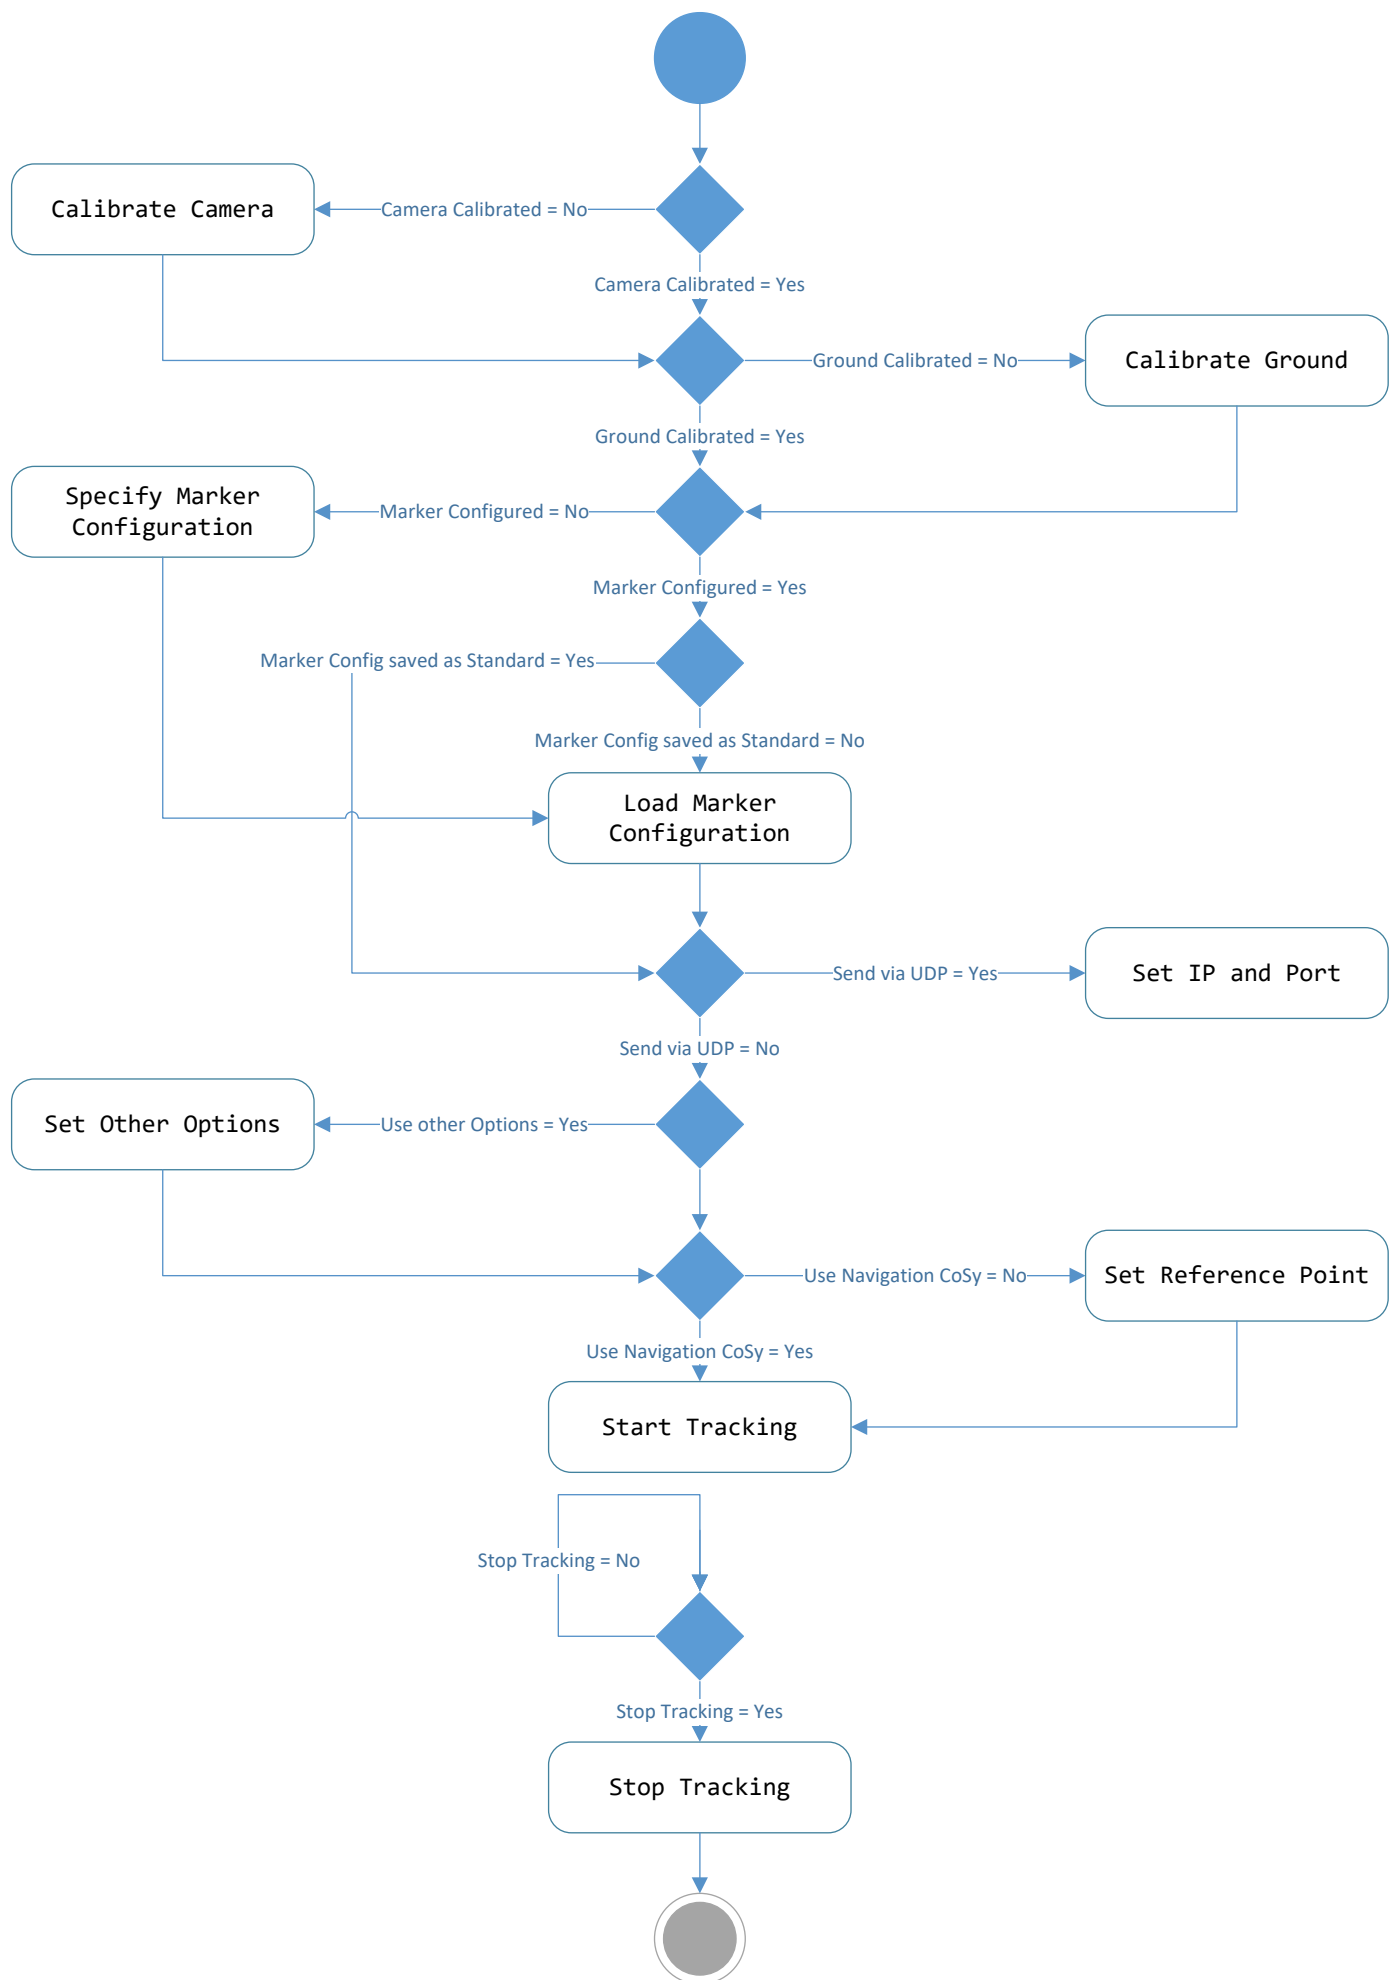 Calibrate Camera
Camera Calibrated = No
Camera Calibrated = Yes
Ground Calibrated = No
Calibrate Ground
Ground Calibrated = Yes
Specify Marker
Configuration
Marker Configured = No
Marker Configured = Yes
Marker Config saved as Standard = Yes
Marker Config saved as Standard = No
Load Marker
Configuration
Send via UDP = Yes
Set IP and Port
Send via UDP = No
Set Other Options
Use other Options = Yes
Use Navigation CoSy = No
Set Reference Point
Use Navigation CoSy = Yes
Start Tracking
Stop Tracking = No
Stop Tracking = Yes
Stop Tracking